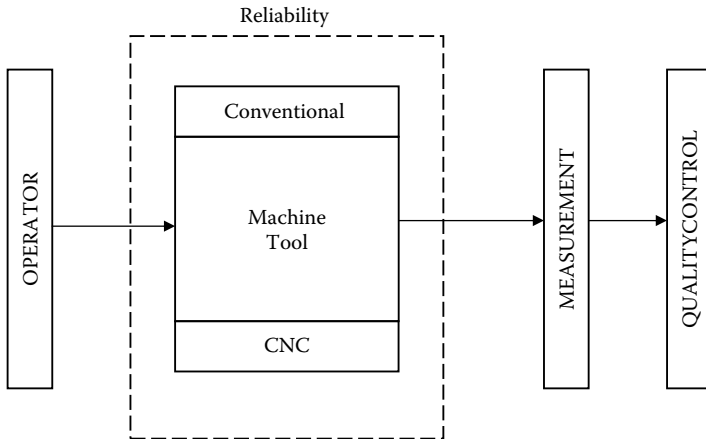 Reliability
OPERATOR
Conventional
Machine
Tool
CNC
MEASUREMENT
QUALITYCONTROL